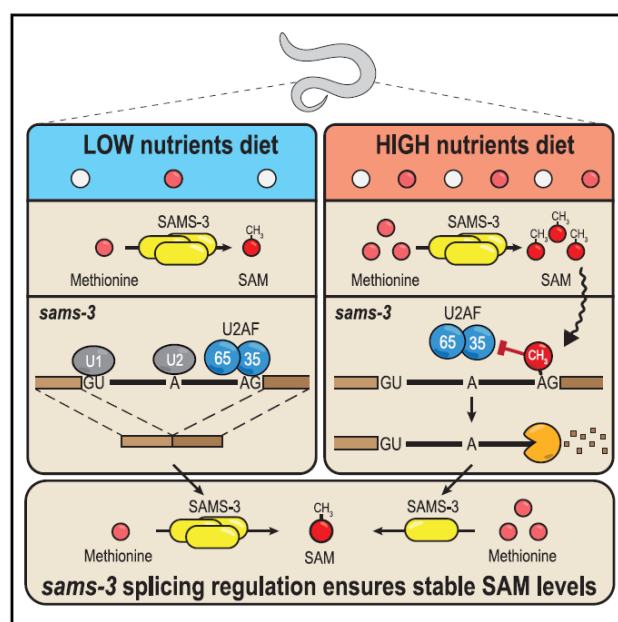 LOW nutrients diet
HIGH nutrients diet
SAMS-3
CH3
Methionine
SAM
SAMS-3
CH3
CH3
CH3
Methionine
SAM
sams-3
U2AF
U1
U2
65
35
GU
A
AG
sams-3
U2AF
65
35
CH3
GU
A
AG
GU
A
SAMS-3
CH3
SAMS-3
Methionine
SAM
Methionine
sams-3 splicing regulation ensures stable SAM levels